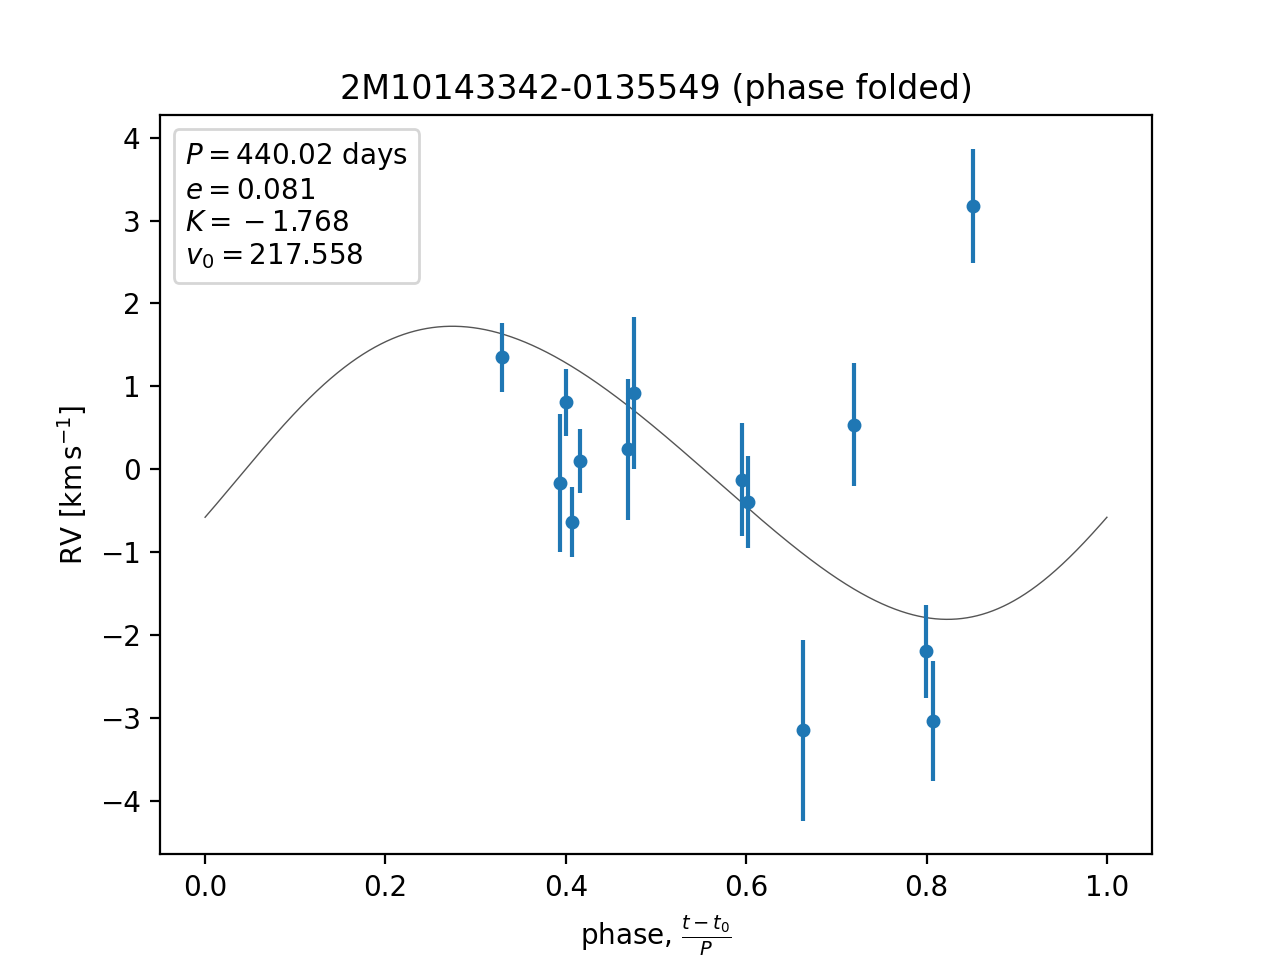 2M10143342-0135549 (phase folded)
P = 440.02 days
e = 0.081
K = −1.768
v₀ = 217.558
4
3
2
1
0
−1
−2
−3
−4
RV [km s⁻¹]
0.0 0.2 0.4 0.6 0.8 1.0
phase, (t − t₀)/P